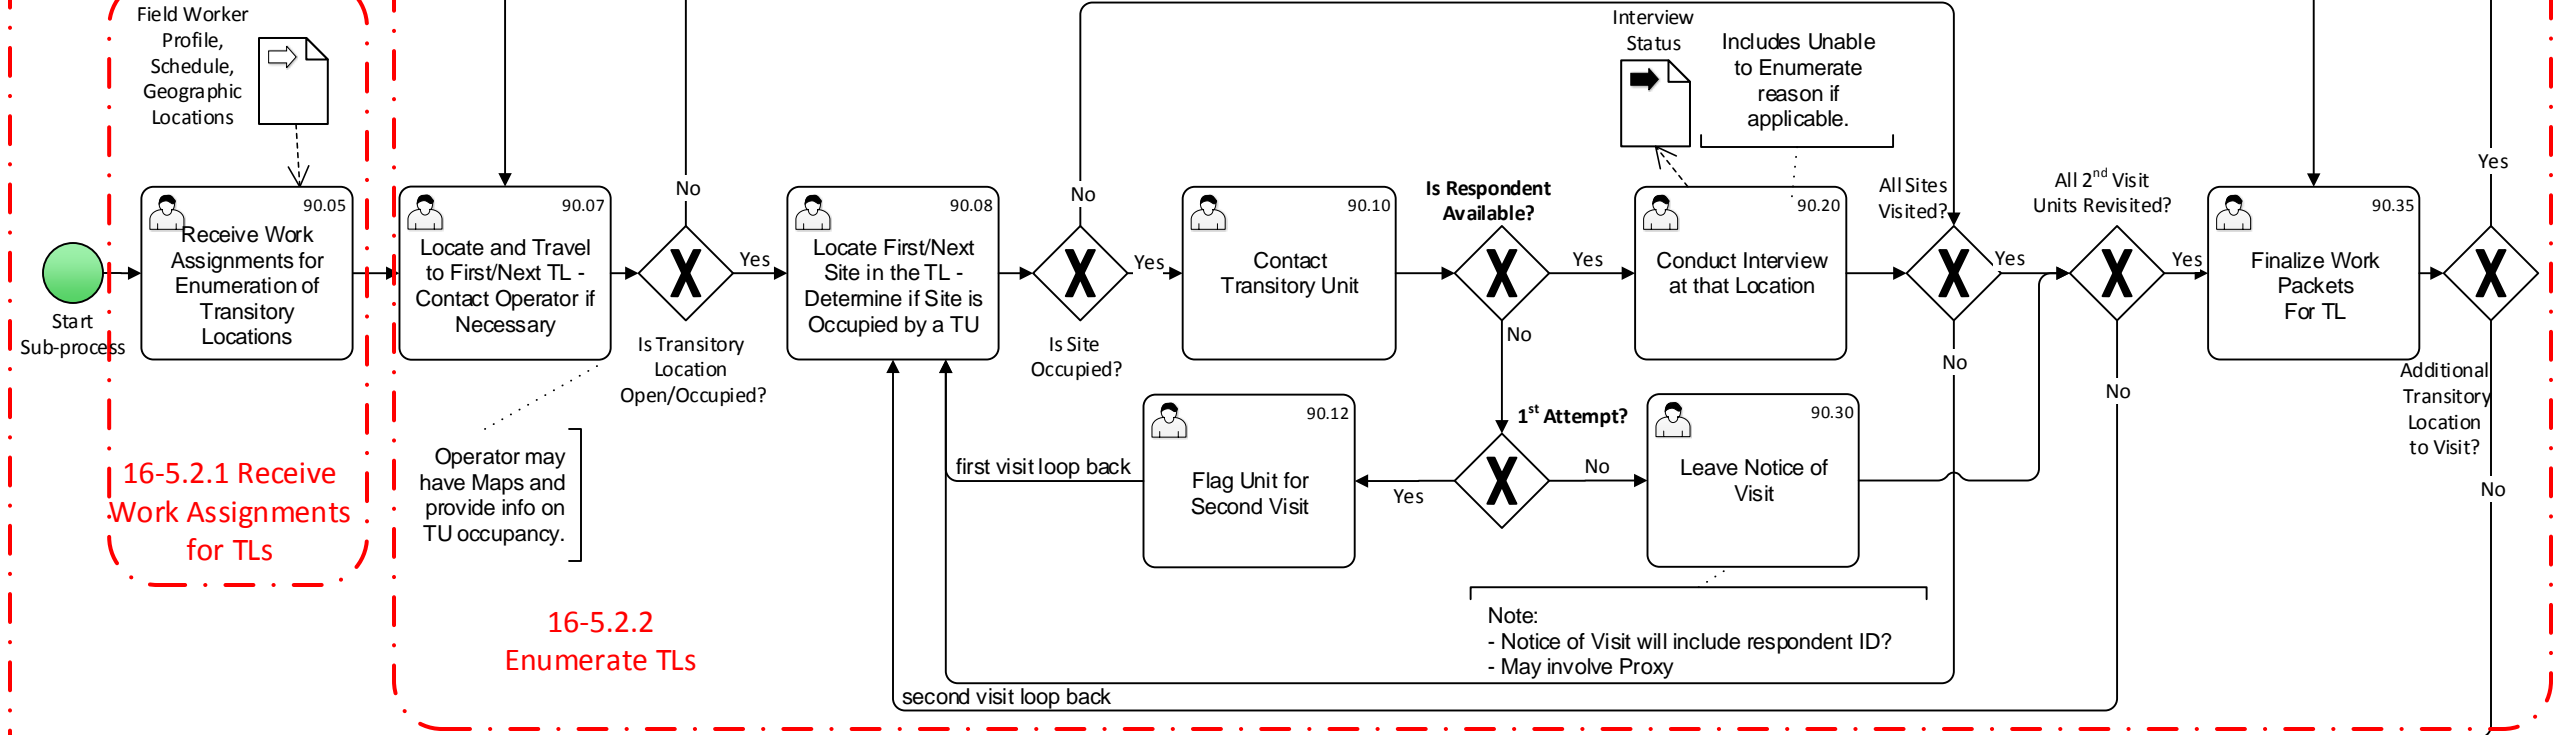 Field Worker
Profile,
Schedule,
Geographic
Locations
Start
Sub-process
90.05
Receive Work
Assignments for
Enumeration of
Transitory
Locations
16-5.2.1 Receive
Work Assignments
for TLs
90.07
Locate and Travel
to First/Next TL -
Contact Operator if
Necessary
Operator may
have Maps and
provide info on
TU occupancy.
16-5.2.2
Enumerate TLs
No
X
Yes
Is Transitory
Location
Open/Occupied?
90.08
Locate First/Next
Site in the TL -
Determine if Site is
Occupied by a TU
No
X
Yes
Is Site
Occupied?
90.10
Contact
Transitory Unit
Is Respondent
Available?
X
Yes
No
Interview
Status
Includes Unable
to Enumerate
reason if
applicable.
90.20
Conduct Interview
at that Location
All Sites
Visited?
X
Yes
No
All 2nd Visit
Units Revisited?
X
Yes
No
90.35
Finalize Work
Packets
For TL
Yes
X
Additional
Transitory
Location
to Visit?
No
1st Attempt?
X
Yes
No
90.12
Flag Unit for
Second Visit
first visit loop back
90.30
Leave Notice of
Visit
Note:
- Notice of Visit will include respondent ID?
- May involve Proxy
second visit loop back